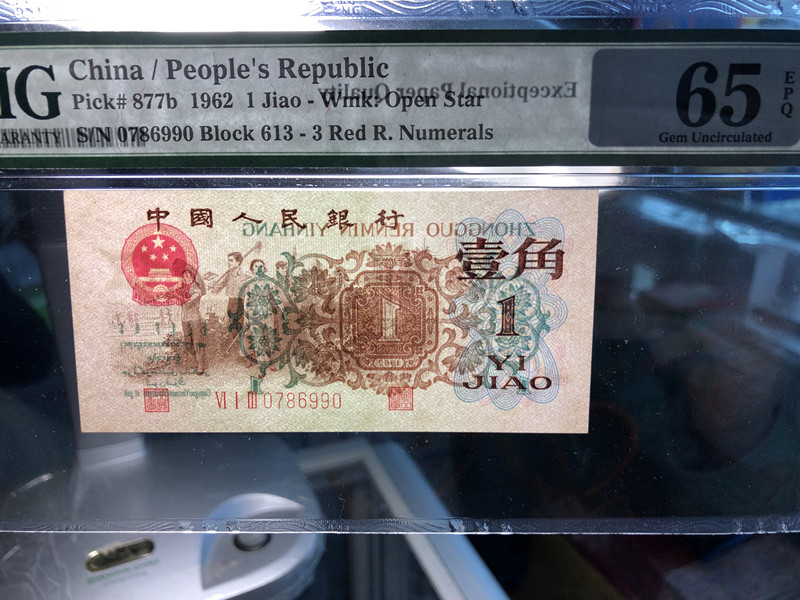 MG China / People's Republic
Pick# 877b 1962 1 Jiao - Wmk: Open Star
ARANTY S/N 0786990 Block 613 - 3 Red R. Numerals
Exceptional Paper Quality
65 EPQ
Gem Uncirculated
中國人民銀行
ZHONGGUO RENMIN YINHANG
壹角
1
1
YI
JIAO
VI I III 0786990